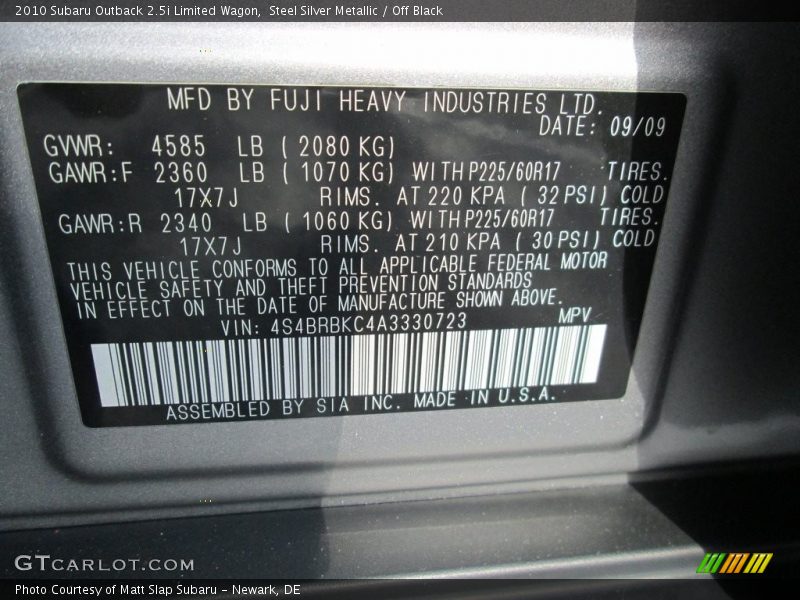 2010 Subaru Outback 2.5i Limited Wagon,  Steel Silver Metallic / Off Black
MFD BY FUJI HEAVY INDUSTRIES LTD.
DATE: 09/09
GVWR: 4585 LB ( 2080 KG)
GAWR:F 2360 LB ( 1070 KG) WITH P225/60R17 TIRES.
17X7J RIMS. AT 220 KPA ( 32 PSI) COLD
GAWR:R 2340 LB ( 1060 KG) WITH P225/60R17 TIRES.
17X7J RIMS. AT 210 KPA ( 30 PSI) COLD
THIS VEHICLE CONFORMS TO ALL APPLICABLE FEDERAL MOTOR
VEHICLE SAFETY AND THEFT PREVENTION STANDARDS
IN EFFECT ON THE DATE OF MANUFACTURE SHOWN ABOVE.
VIN: 4S4BRBKC4A3330723 MPV
ASSEMBLED BY SIA INC. MADE IN U.S.A.
GTCARLOT.COM
Photo Courtesy of Matt Slap Subaru - Newark, DE